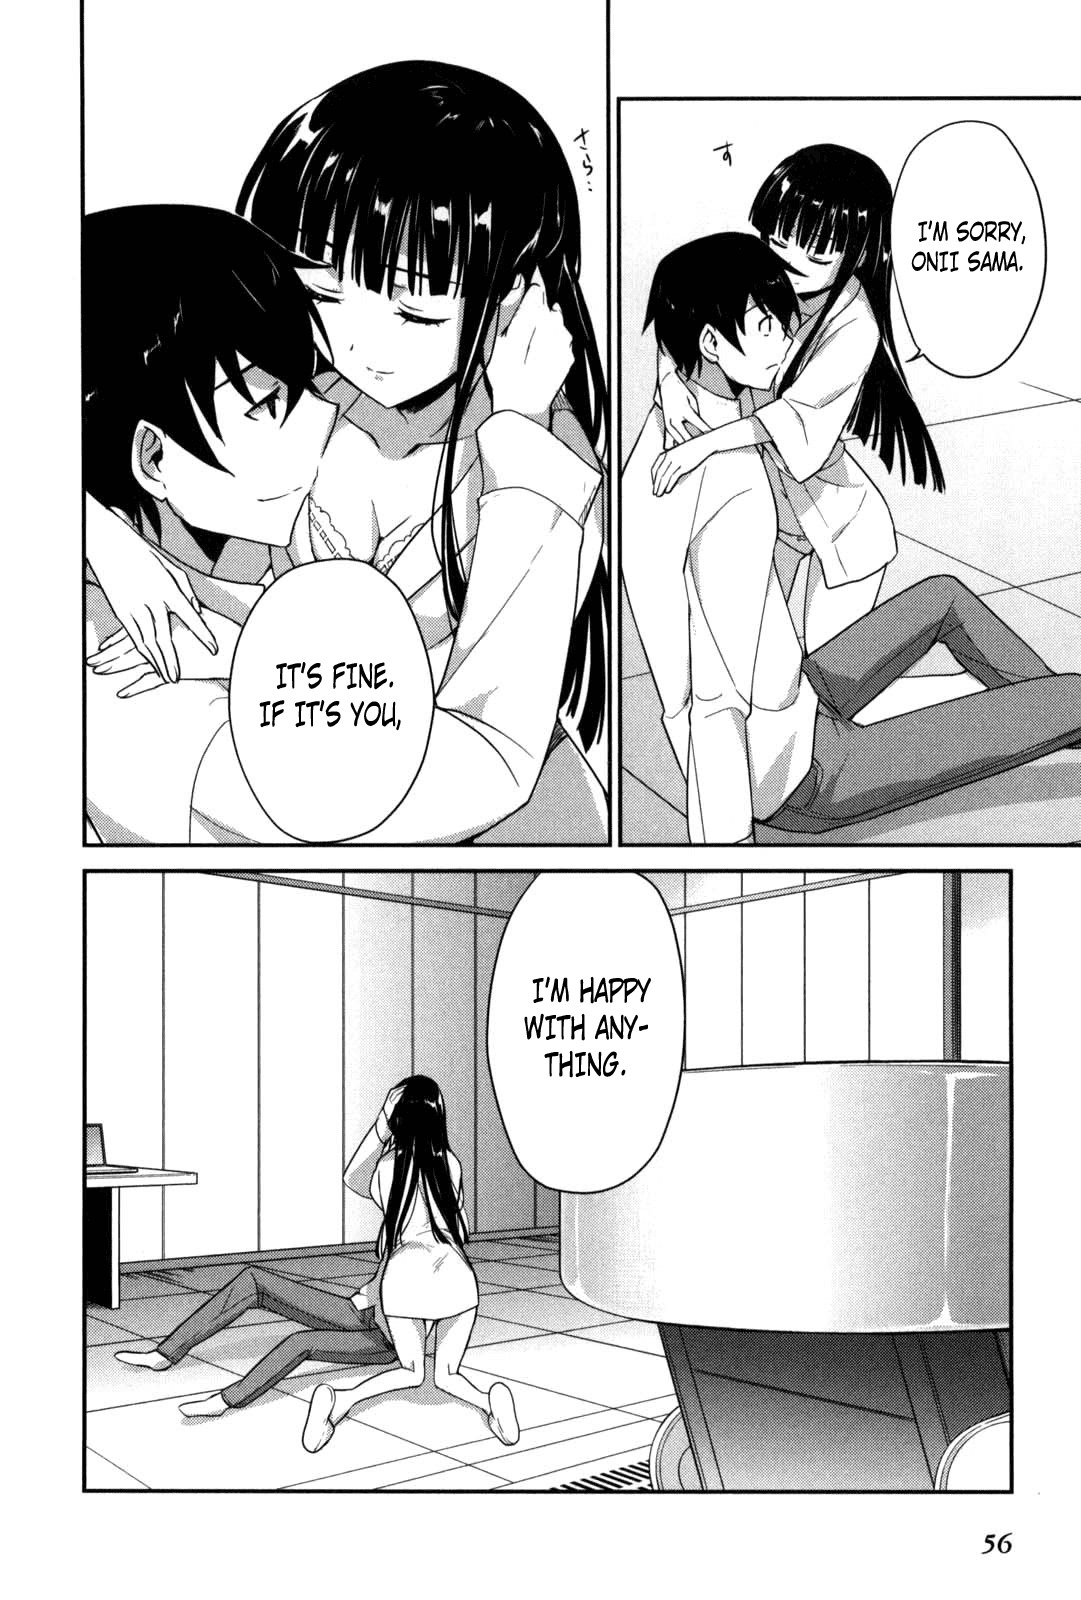 I'M SORRY,
ONII SAMA.
す
さら…
IT'S FINE.
IF IT'S YOU,
I'M HAPPY
WITH ANY-
THING.
56